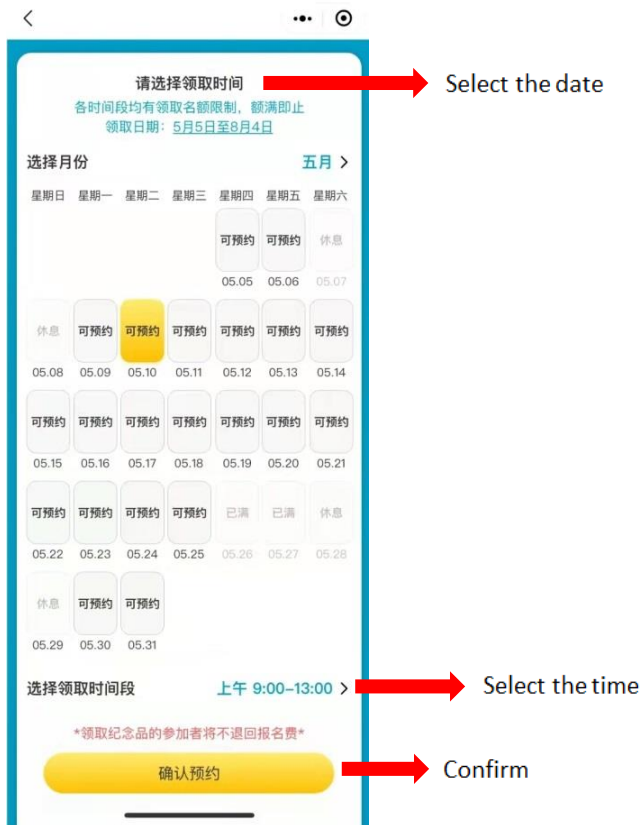 请选择领取时间
Select the date
各时间段均有领取名额限制，额满即止
领取日期：5月5日至8月4日
选择月份 五月 >
星期日 星期一 星期二 星期三 星期四 星期五 星期六
可预约 可预约 休息
05.05 05.06 05.07
休息 可预约 可预约 可预约 可预约 可预约 可预约
05.08 05.09 05.10 05.11 05.12 05.13 05.14
可预约 可预约 可预约 可预约 可预约 可预约 可预约
05.15 05.16 05.17 05.18 05.19 05.20 05.21
可预约 可预约 可预约 可预约 已满 已满 休息
05.22 05.23 05.24 05.25 05.26 05.27 05.28
休息 可预约 可预约
05.29 05.30 05.31
选择领取时间段 上午 9:00–13:00 >
Select the time
*领取纪念品的参加者将不退回报名费*
确认预约
Confirm